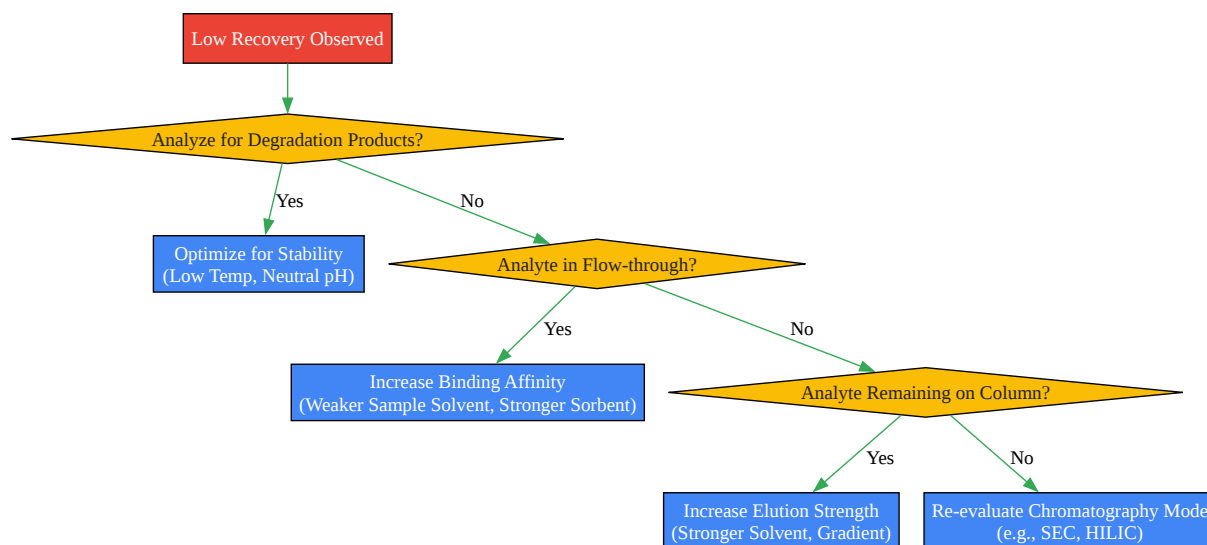 Low Recovery Observed
Analyze for Degradation Products?
Yes
No
Optimize for Stability
(Low Temp, Neutral pH)
Analyte in Flow-through?
Yes
No
Increase Binding Affinity
(Weaker Sample Solvent, Stronger Sorbent)
Analyte Remaining on Column?
Yes
No
Increase Elution Strength
(Stronger Solvent, Gradient)
Re-evaluate Chromatography Mode
(e.g., SEC, HILIC)